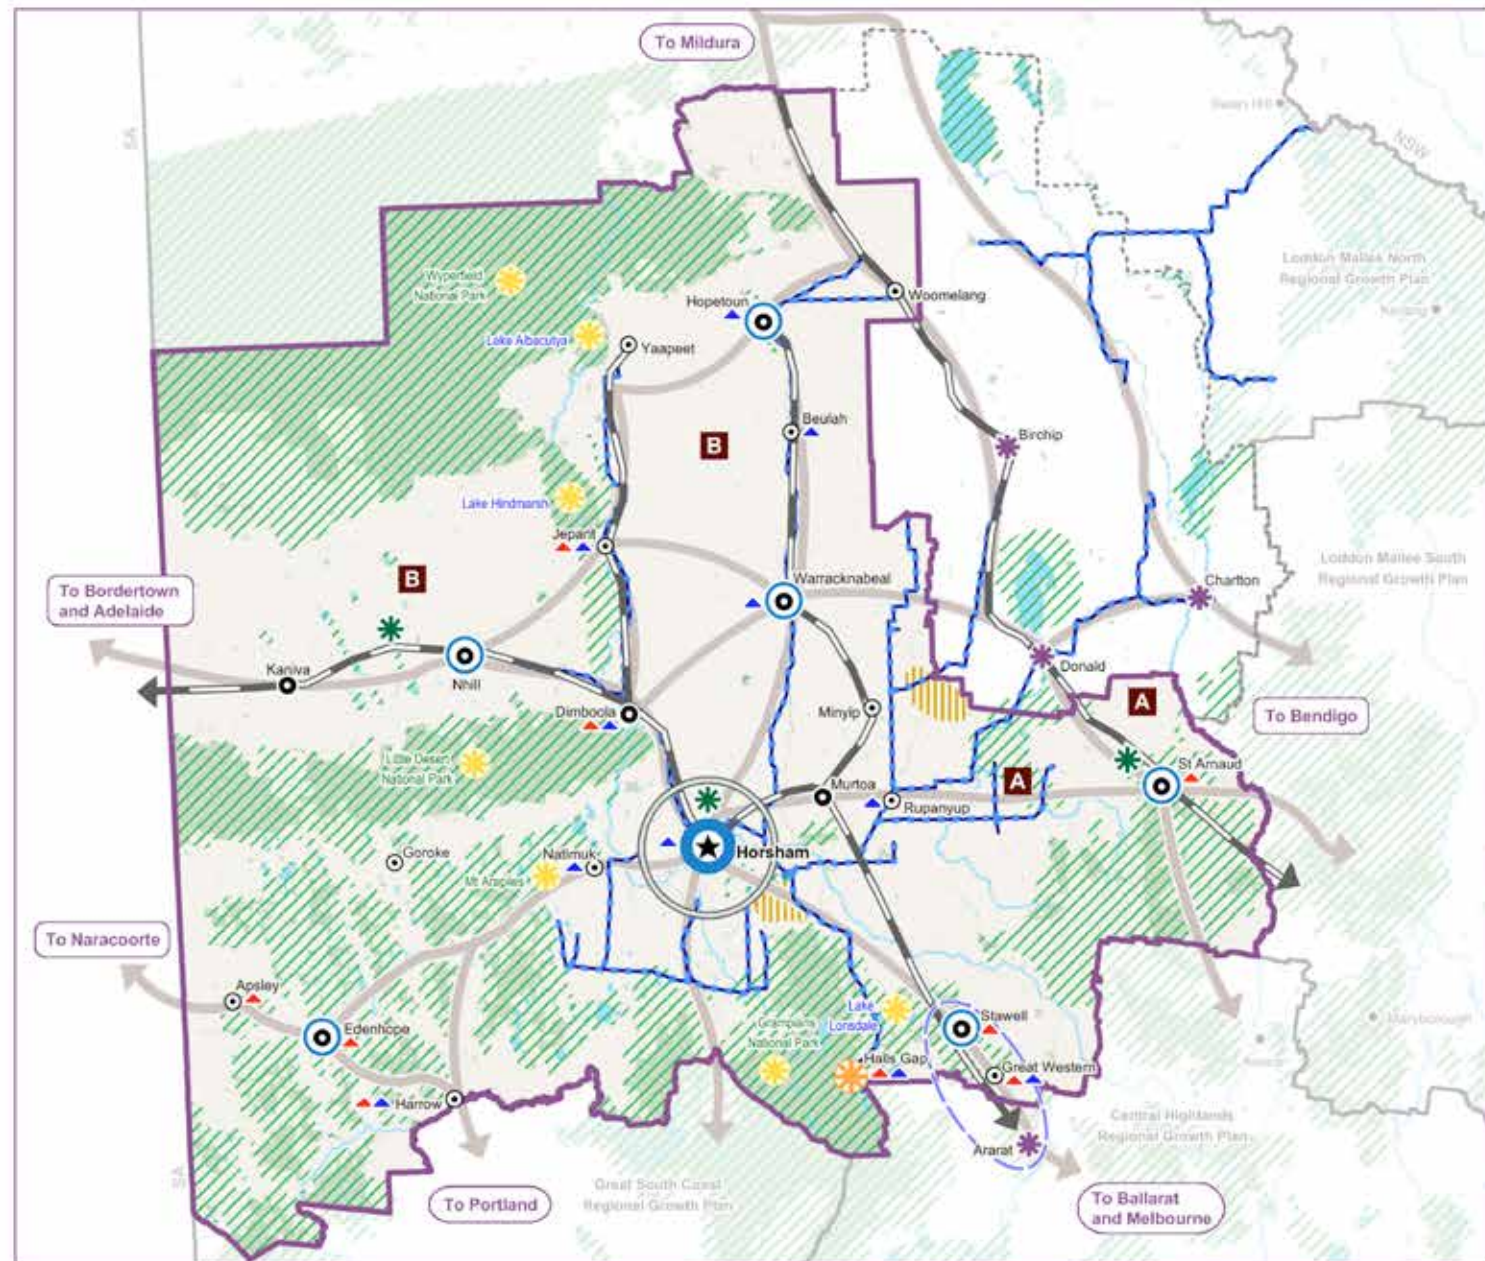 To Mildura
SA
Swan Hill
NSW
Wyperfield
National Park
Loddon Mallee North
Regional Growth Plan
Hopetoun
Woomelang
Lake Albacutya
Yaapeet
Beulah
Birchip
B
Lake Hindmarsh
Jeparit
Loddon Mallee South
Regional Growth Plan
To Bordertown
and Adelaide
B
Warracknabeal
Charlton
Kaniva
Nhill
Donald
Dimboola
Minyip
A
To Bendigo
Little Desert
National Park
St Arnaud
Murtoa
A
Rupanyup
Horsham
Goroke
Natimuk
Mt Arapiles
To Naracoorte
Apsley
Edenhope
Lake
Lonsdale
Stawell
Grampians
National Park
Maryborough
Halls Gap
Great Western
Harrow
Central Highlands
Regional Growth Plan
Ararat
SA
Great South Coast
Regional Growth Plan
To Portland
To Ballarat
and Melbourne